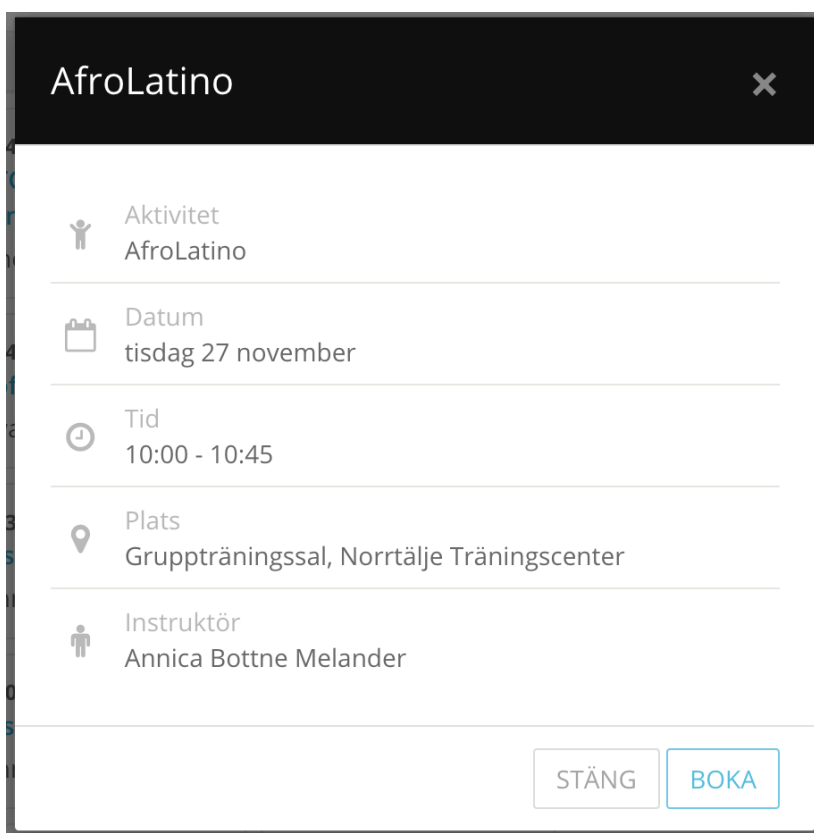 AfroLatino
Aktivitet
AfroLatino
Datum
tisdag 27 november
Tid
10:00 - 10:45
Plats
Gruppträningssal, Norrtälje Träningscenter
Instruktör
Annica Bottne Melander
STÄNG
BOKA